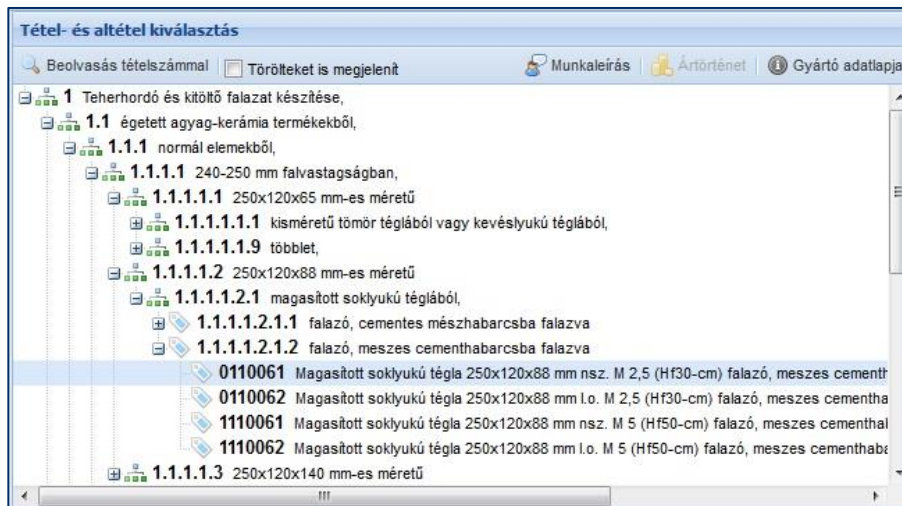 Tétel- és altétel kiválasztás
Beolvasás tételszámmal Törölteket is megjelenít Munkaleírás Ártörténet Gyártó adatlapja
1 Teherhordó és kitöltő falazat készítése,
1.1 égetett agyag-kerámia termékekből,
1.1.1 normál elemekből,
1.1.1.1 240-250 mm falvastagságban,
1.1.1.1.1 250x120x65 mm-es méretű
1.1.1.1.1.1 kisméretű tömör téglából vagy kevéslyukú téglából,
1.1.1.1.1.9 többlet,
1.1.1.1.2 250x120x88 mm-es méretű
1.1.1.1.2.1 magasított soklyukú téglából,
1.1.1.1.2.1.1 falazó, cementes mészhabarcsba falazva
1.1.1.1.2.1.2 falazó, meszes cementhabarcsba falazva
0110061 Magasított soklyukú tégla 250x120x88 mm nsz. M 2,5 (Hf30-cm) falazó, meszes cementh
0110062 Magasított soklyukú tégla 250x120x88 mm I.o. M 2,5 (Hf30-cm) falazó, meszes cementha
1110061 Magasított soklyukú tégla 250x120x88 mm nsz. M 5 (Hf50-cm) falazó, meszes cementhal
1110062 Magasított soklyukú tégla 250x120x88 mm I.o. M 5 (Hf50-cm) falazó, meszes cementhaba
1.1.1.1.3 250x120x140 mm-es méretű